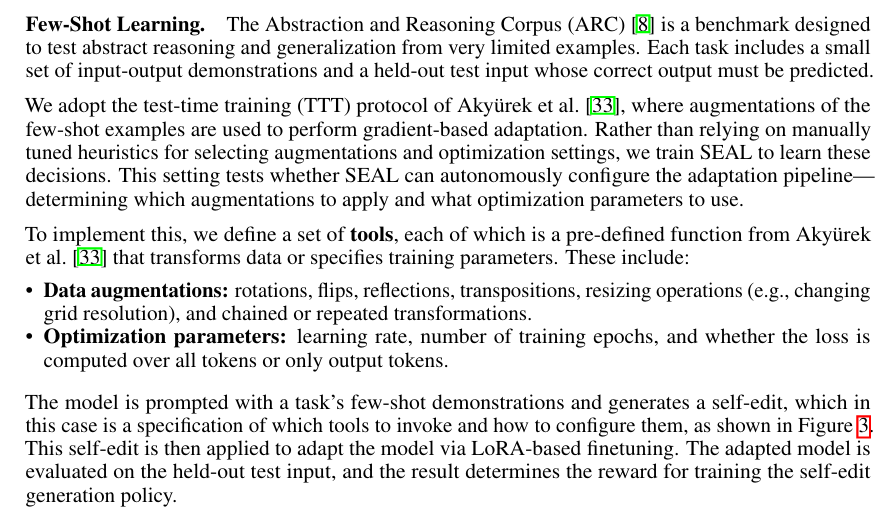 Few-Shot Learning. The Abstraction and Reasoning Corpus (ARC) [8] is a benchmark designed
to test abstract reasoning and generalization from very limited examples. Each task includes a small
set of input-output demonstrations and a held-out test input whose correct output must be predicted.
We adopt the test-time training (TTT) protocol of Akyürek et al. [33], where augmentations of the
few-shot examples are used to perform gradient-based adaptation. Rather than relying on manually
tuned heuristics for selecting augmentations and optimization settings, we train SEAL to learn these
decisions. This setting tests whether SEAL can autonomously configure the adaptation pipeline—
determining which augmentations to apply and what optimization parameters to use.
To implement this, we define a set of tools, each of which is a pre-defined function from Akyürek
et al. [33] that transforms data or specifies training parameters. These include:
• Data augmentations: rotations, flips, reflections, transpositions, resizing operations (e.g., changing
grid resolution), and chained or repeated transformations.
• Optimization parameters: learning rate, number of training epochs, and whether the loss is
computed over all tokens or only output tokens.
The model is prompted with a task's few-shot demonstrations and generates a self-edit, which in
this case is a specification of which tools to invoke and how to configure them, as shown in Figure 3.
This self-edit is then applied to adapt the model via LoRA-based finetuning. The adapted model is
evaluated on the held-out test input, and the result determines the reward for training the self-edit
generation policy.